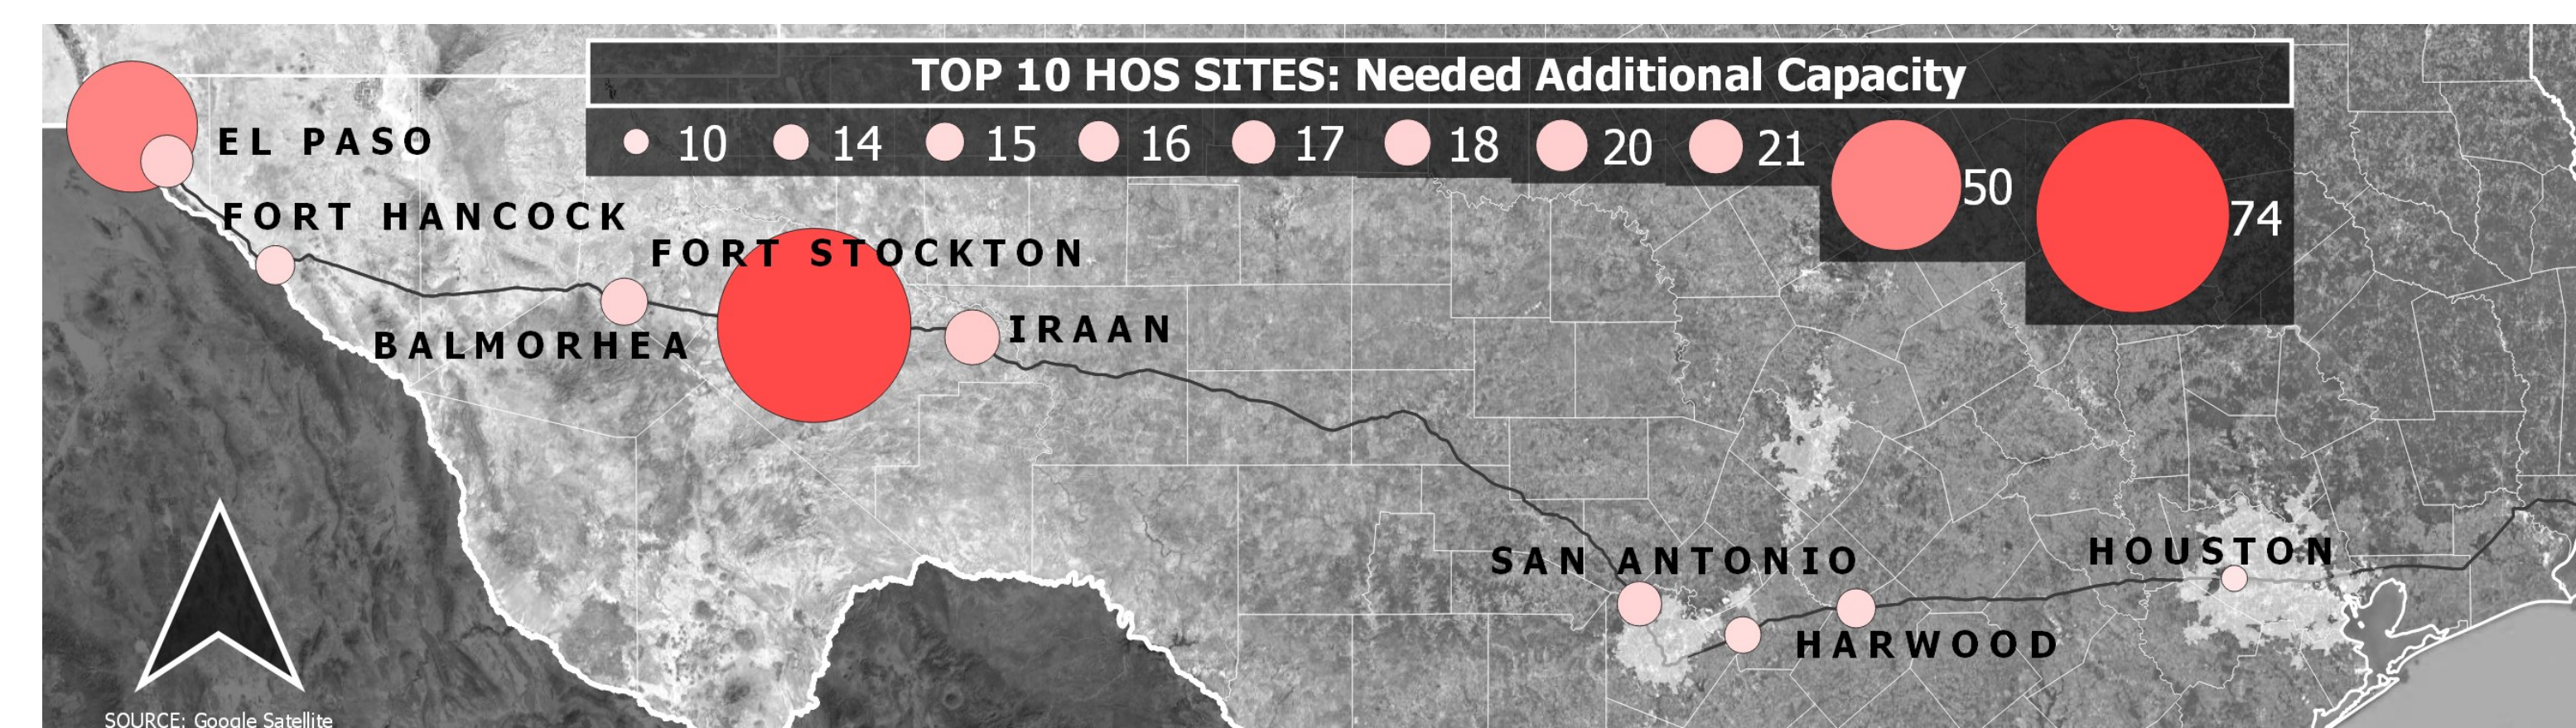 TOP 10 HOS SITES: Needed Additional Capacity
10 14 15 16 17 18 20 21 50 74
EL PASO
FORT HANCOCK
FORT STOCKTON
BALMORHEA
IRAAN
SAN ANTONIO
HOUSTON
HARWOOD
SOURCE: Google Satellite